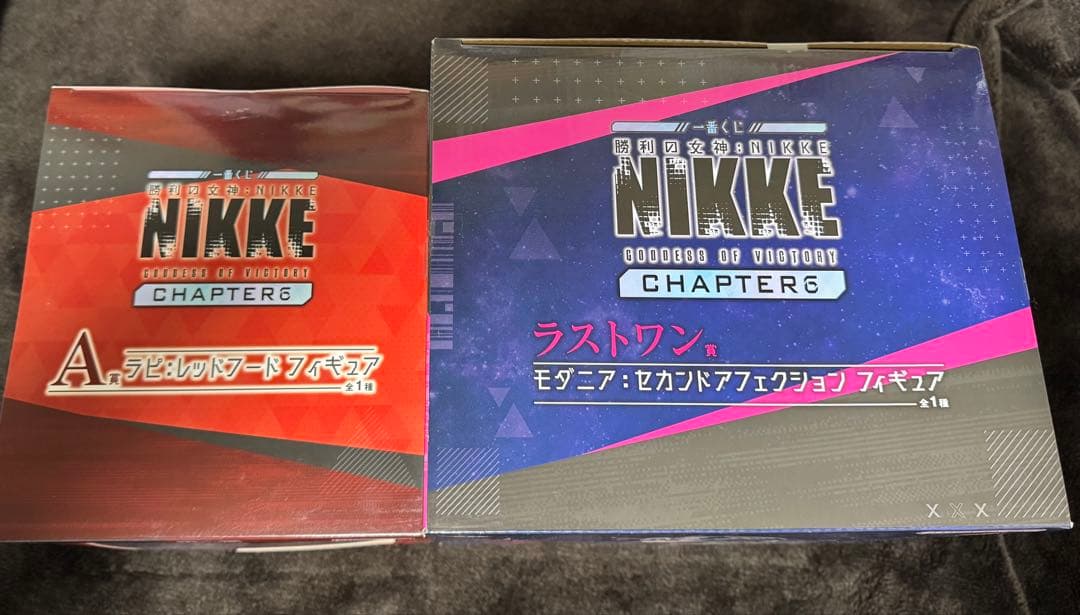 一番くじ
勝利の女神:NIKKE
NIKKE
GODDESS OF VICTORY
CHAPTER6
A賞 ラピ:レッドフード フィギュア
全1種
一番くじ
勝利の女神:NIKKE
NIKKE
GODDESS OF VICTORY
CHAPTER6
ラストワン賞
モダニア:セカンドアフェクション フィギュア
全1種
X X X